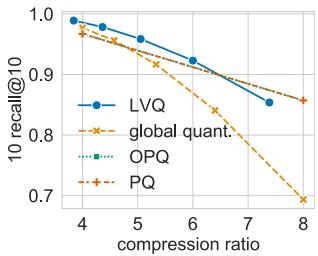 1.0
0.9
0.8
0.7
10 recall@10
LVQ
global quant.
OPQ
PQ
4 5 6 7 8
compression ratio